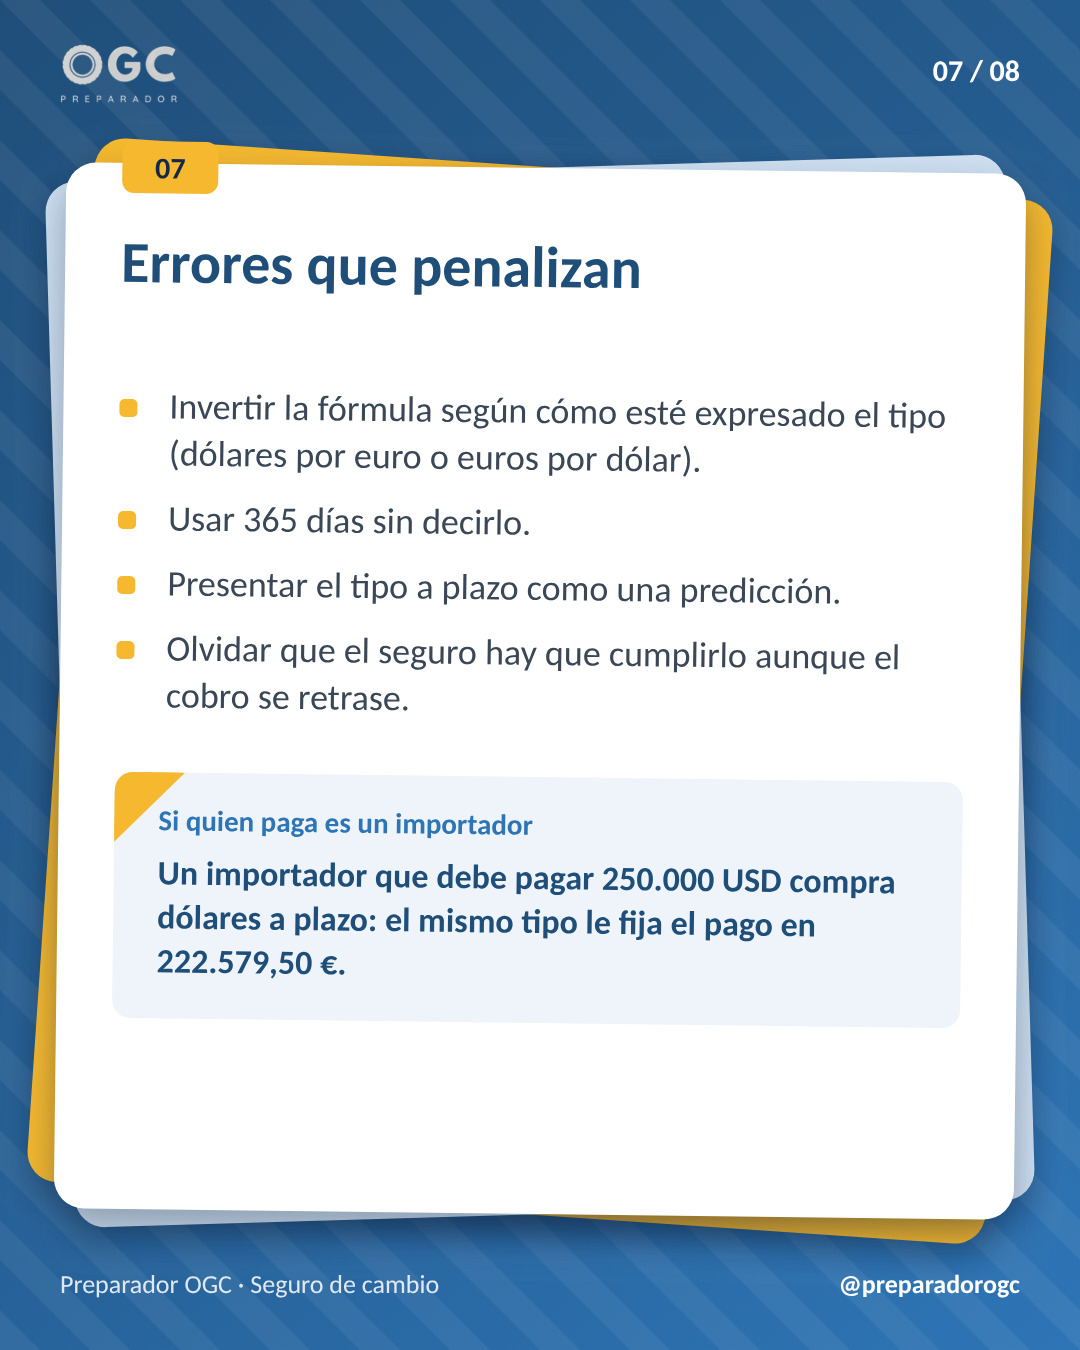 OGC
PREPARADOR
07 / 08
07
Errores que penalizan
Invertir la fórmula según cómo esté expresado el tipo
(dólares por euro o euros por dólar).
Usar 365 días sin decirlo.
Presentar el tipo a plazo como una predicción.
Olvidar que el seguro hay que cumplirlo aunque el
cobro se retrase.
Si quien paga es un importador
Un importador que debe pagar 250.000 USD compra
dólares a plazo: el mismo tipo le fija el pago en
222.579,50 €.
Preparador OGC · Seguro de cambio
@preparadorogc